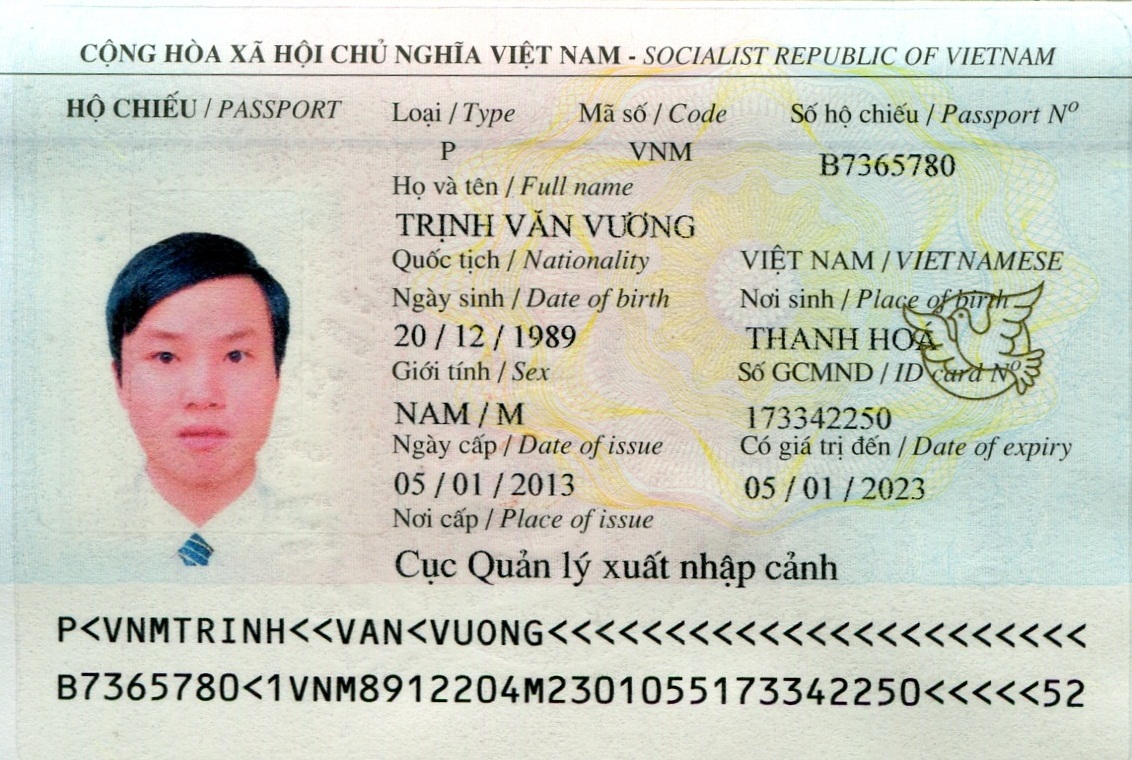 CỘNG HÒA XÃ HỘI CHỦ NGHĨA VIỆT NAM - SOCIALIST REPUBLIC OF VIETNAM
HỘ CHIẾU / PASSPORT
Loại / Type Mã số / Code Số hộ chiếu / Passport Nº
P VNM B7365780
Họ và tên / Full name
TRỊNH VĂN VƯƠNG
Quốc tịch / Nationality VIỆT NAM / VIETNAMESE
Ngày sinh / Date of birth Nơi sinh / Place of birth
20 / 12 / 1989 THANH HOÁ
Giới tính / Sex Số GCMND / ID card Nº
NAM / M 173342250
Ngày cấp / Date of issue Có giá trị đến / Date of expiry
05 / 01 / 2013 05 / 01 / 2023
Nơi cấp / Place of issue
Cục Quản lý xuất nhập cảnh
P<VNMTRINH<<VAN<VUONG<<<<<<<<<<<<<<<<<<<<<<<
B7365780<1VNM8912204M2301055173342250<<<<<52